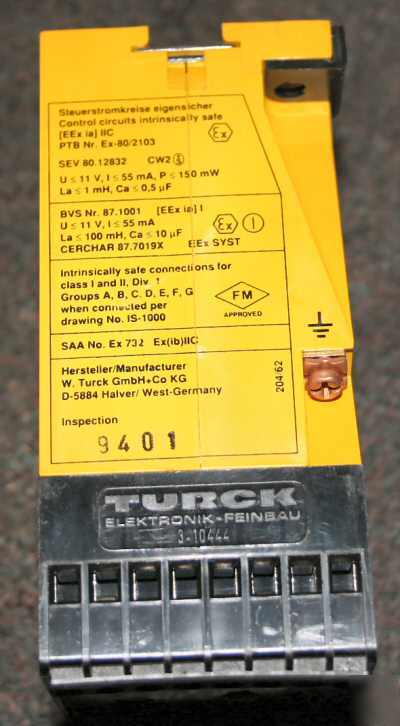 Steuerstromkreise eigensicher
Control circuits intrinsically safe
[EEx ia] IIC
PTB Nr. Ex-80/2103
Ex
SEV 80.12832 CW2
U ≤ 11 V, I ≤ 55 mA, P ≤ 150 mW
La ≤ 1 mH, Ca ≤ 0,5 µF
BVS Nr. 87.1001 [EEx ia] I
U ≤ 11 V, I ≤ 55 mA
La ≤ 100 mH, Ca ≤ 10 µF
CERCHAR 87.7019X EEx SYST
Ex I
Intrinsically safe connections for
class I and II, Div. 1
Groups A, B, C, D, E, F, G
when connected per
drawing No. IS-1000
FM
APPROVED
SAA No. Ex 732 Ex(ib)IIC
Hersteller/Manufacturer
W. Turck GmbH+Co KG
D-5884 Halver/West-Germany
204/62
Inspection
9401
TURCK
ELEKTRONIK-FEINBAU
3-10444